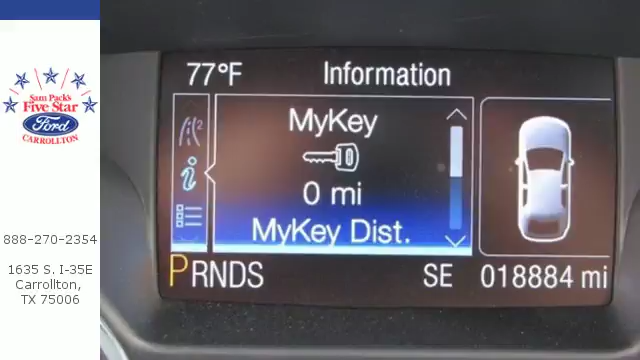 Sam Pack's
Five Star
Ford
CARROLLTON
888-270-2354
1635 S. I-35E
Carrollton,
TX 75006
77°F
Information
2
i
MyKey
0 mi
MyKey Dist.
PRNDS
SE
018884 mi